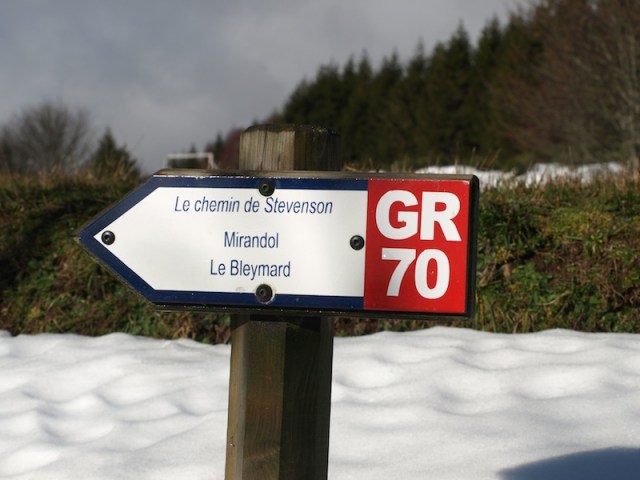 Le chemin de Stevenson
Mirandol
Le Bleymard
GR
70